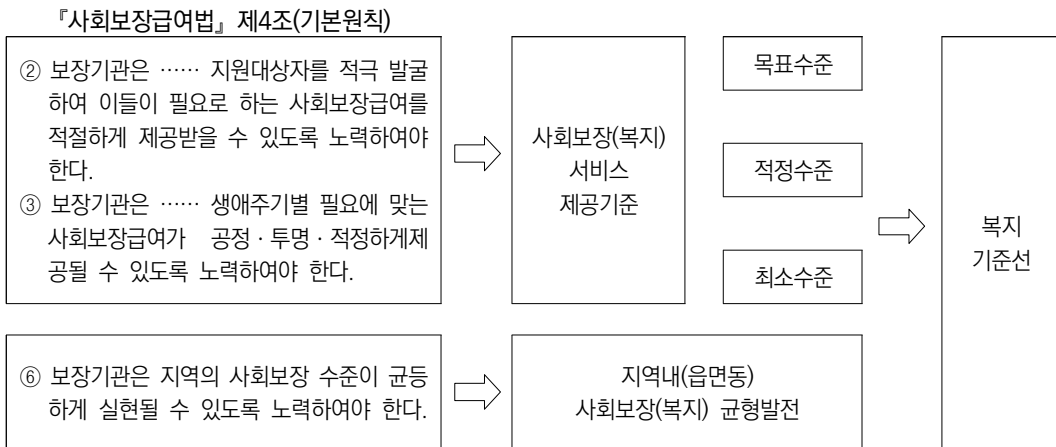 『사회보장급여법』 제4조(기본원칙)
② 보장기관은 …… 지원대상자를 적극 발굴
하여 이들이 필요로 하는 사회보장급여를
적절하게 제공받을 수 있도록 노력하여야
한다.
③ 보장기관은 …… 생애주기별 필요에 맞는
사회보장급여가 공정·투명·적정하게제
공될 수 있도록 노력하여야 한다.
사회보장(복지)
서비스
제공기준
목표수준
적정수준
최소수준
복지
기준선
⑥ 보장기관은 지역의 사회보장 수준이 균등
하게 실현될 수 있도록 노력하여야 한다.
지역내(읍면동)
사회보장(복지) 균형발전